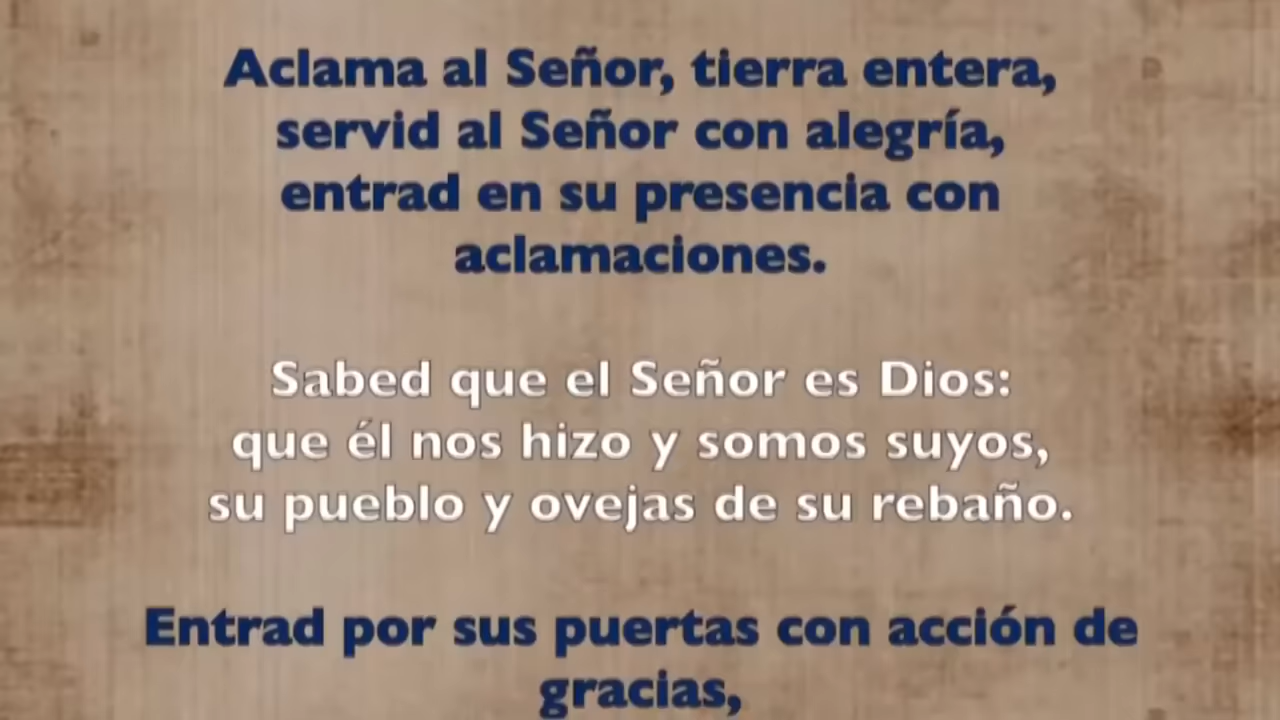 Aclama al Señor, tierra entera,
servid al Señor con alegría,
entrad en su presencia con
aclamaciones.
Sabed que el Señor es Dios:
que él nos hizo y somos suyos,
su pueblo y ovejas de su rebaño.
Entrad por sus puertas con acción de
gracias,